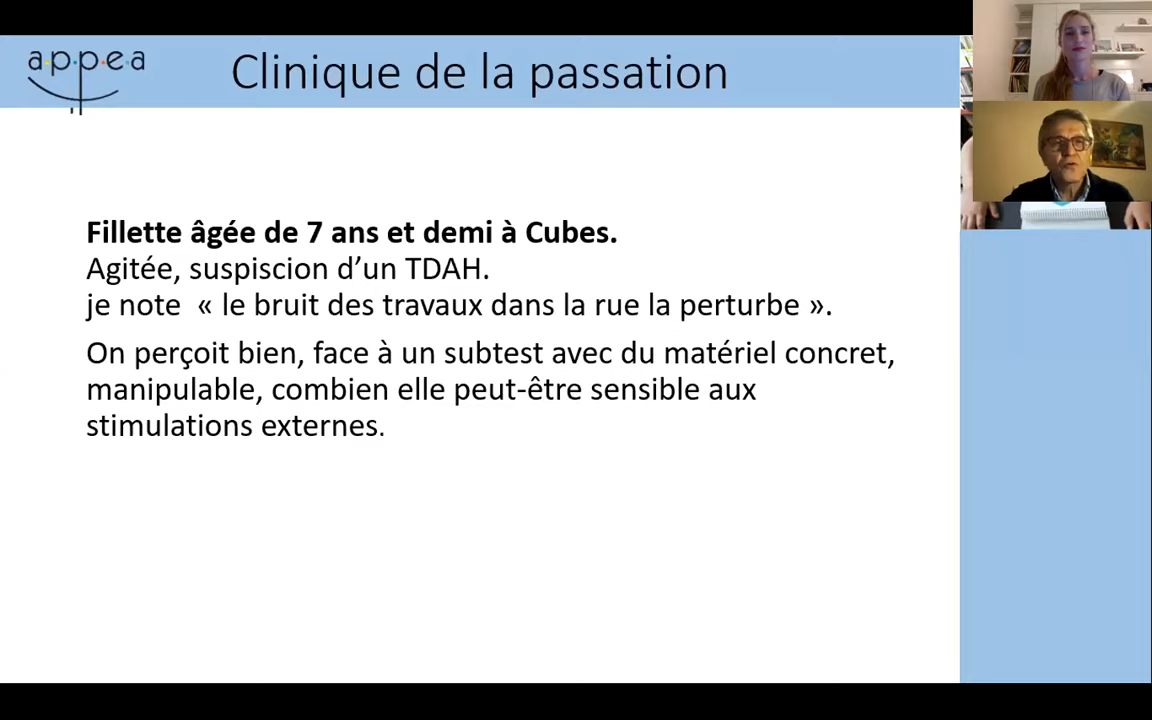 appea
Clinique de la passation
Fillette âgée de 7 ans et demi à Cubes.
Agitée, suspiscion d’un TDAH.
je note « le bruit des travaux dans la rue la perturbe ».
On perçoit bien, face à un subtest avec du matériel concret,
manipulable, combien elle peut-être sensible aux
stimulations externes.